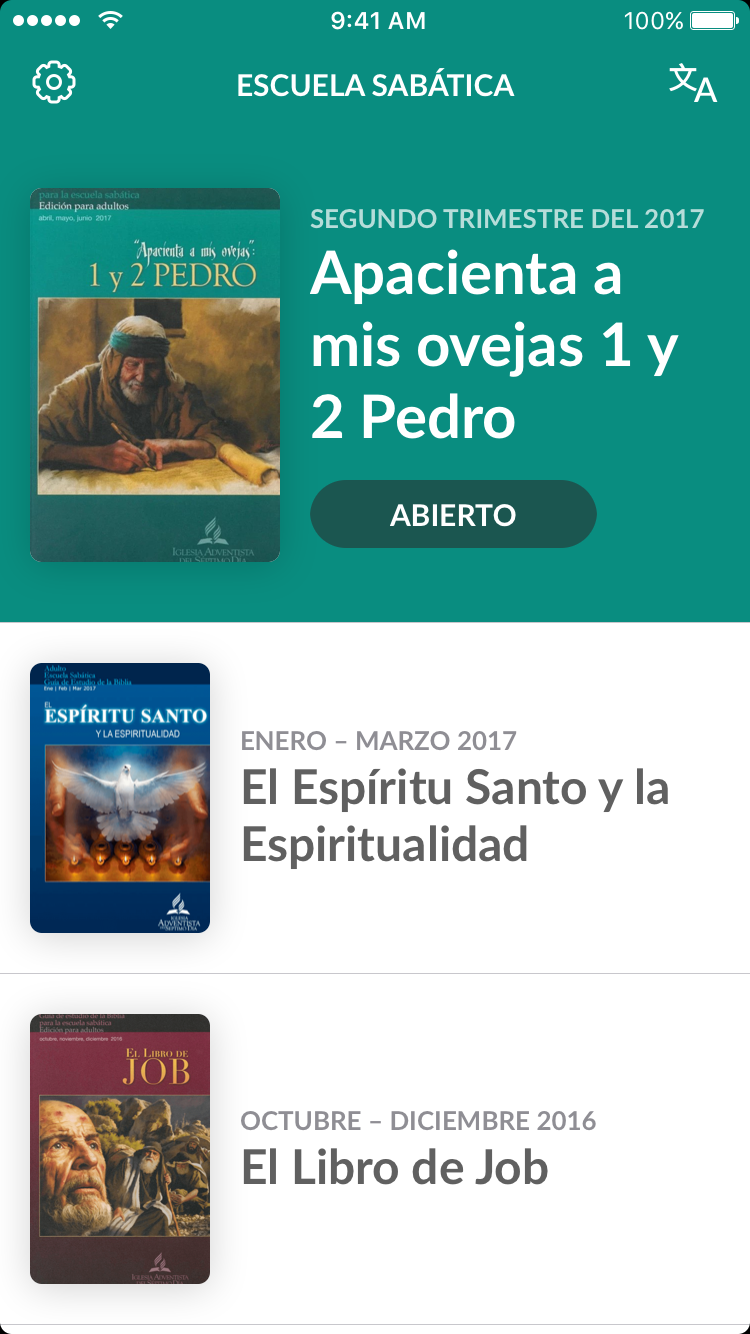 9:41 AM
100%
ESCUELA SABÁTICA
文A
para la escuela sabática
Edición para adultos
abril, mayo, junio 2017
"Apacienta a mis ovejas":
1 y 2 PEDRO
IGLESIA ADVENTISTA
DEL SÉPTIMO DÍA
SEGUNDO TRIMESTRE DEL 2017
Apacienta a
mis ovejas 1 y
2 Pedro
ABIERTO
Adulto
Escuela Sabática
Guía de Estudio de la Biblia
Ene | Feb | Mar 2017
EL
ESPÍRITU SANTO
Y LA ESPIRITUALIDAD
IGLESIA
ADVENTISTA
DEL SÉPTIMO DÍA
ENERO – MARZO 2017
El Espíritu Santo y la
Espiritualidad
Guía de estudio de la Biblia
para la escuela sabática
Edición para adultos
octubre, noviembre, diciembre 2016
EL LIBRO DE
JOB
IGLESIA ADVENTISTA
DEL SÉPTIMO DÍA
OCTUBRE – DICIEMBRE 2016
El Libro de Job